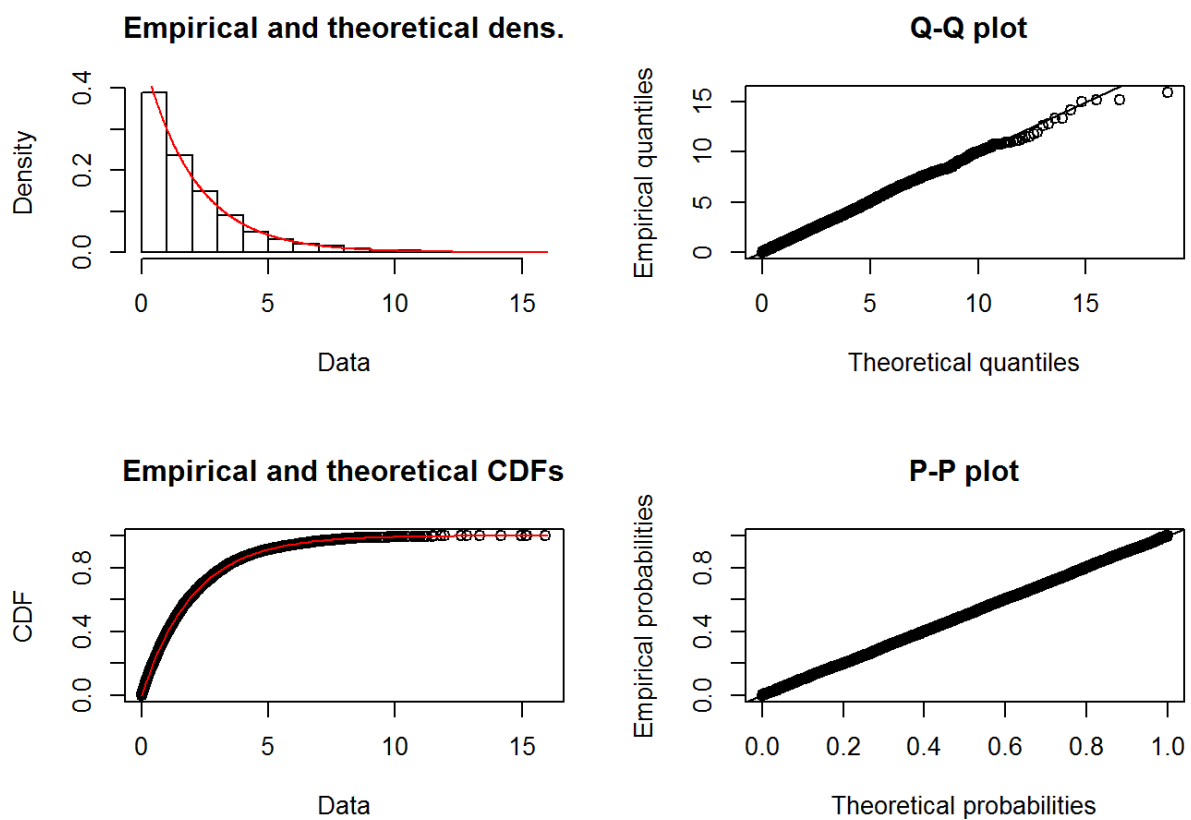 Empirical and theoretical dens.
Density
0.0 0.2 0.4
0 5 10 15
Data
Q-Q plot
Empirical quantiles
0 5 10 15
0 5 10 15
Theoretical quantiles
Empirical and theoretical CDFs
CDF
0.0 0.4 0.8
0 5 10 15
Data
P-P plot
Empirical probabilities
0.0 0.4 0.8
0.0 0.2 0.4 0.6 0.8 1.0
Theoretical probabilities